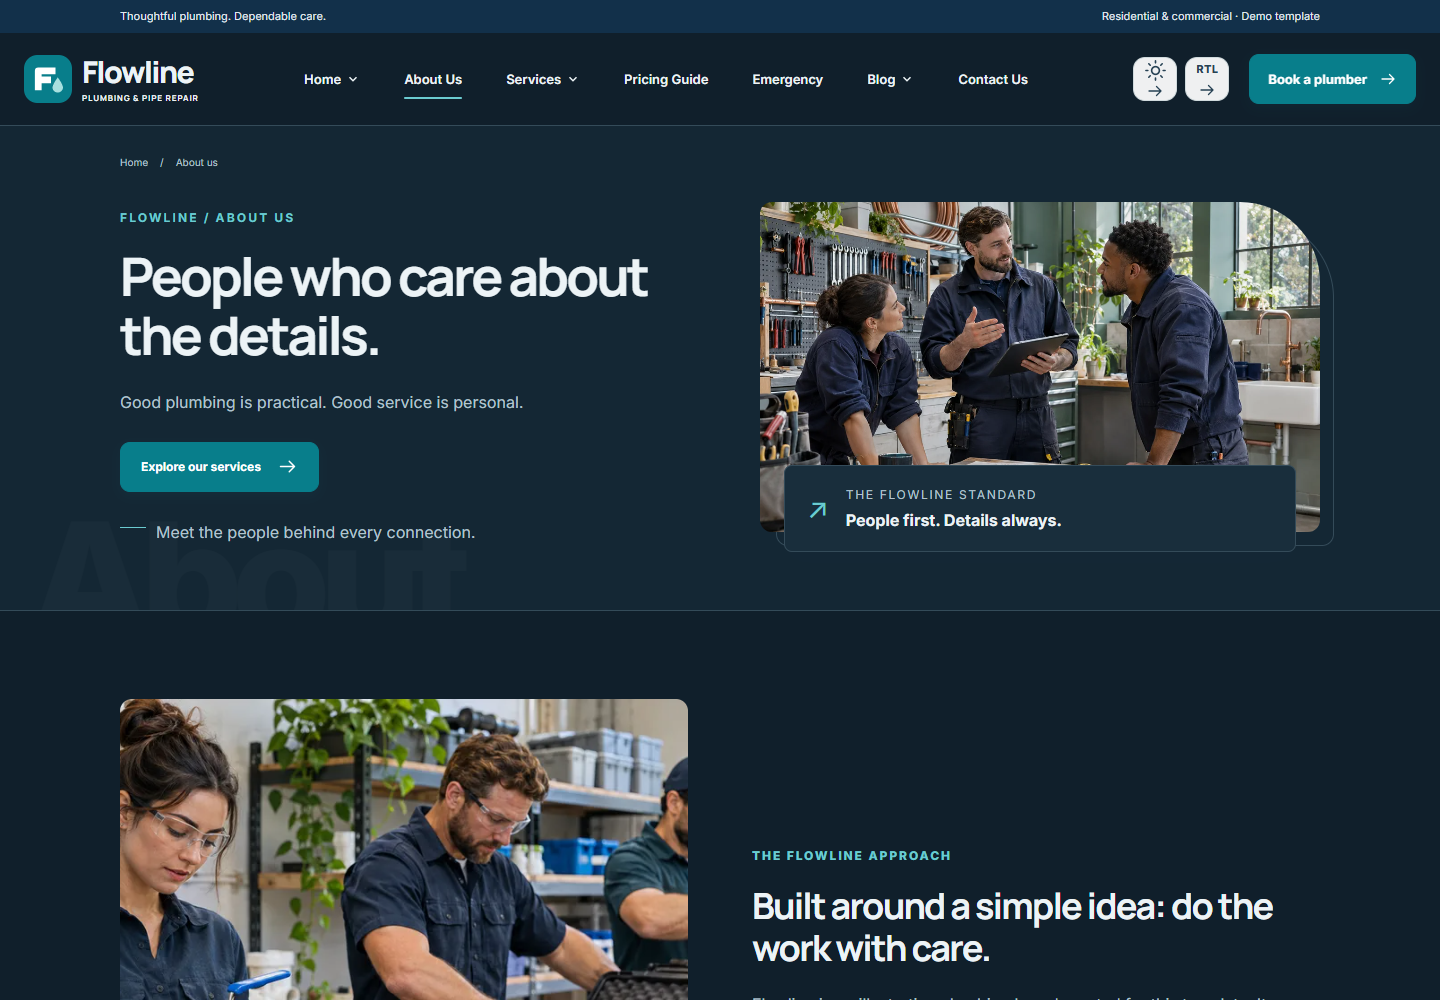 Thoughtful plumbing. Dependable care.
Residential & commercial · Demo template
Flowline
PLUMBING & PIPE REPAIR
Home
About Us
Services
Pricing Guide
Emergency
Blog
Contact Us
RTL
Book a plumber
Home / About us
FLOWLINE / ABOUT US
People who care about
the details.
Good plumbing is practical. Good service is personal.
Explore our services
Meet the people behind every connection.
About
THE FLOWLINE STANDARD
People first. Details always.
THE FLOWLINE APPROACH
Built around a simple idea: do the
work with care.